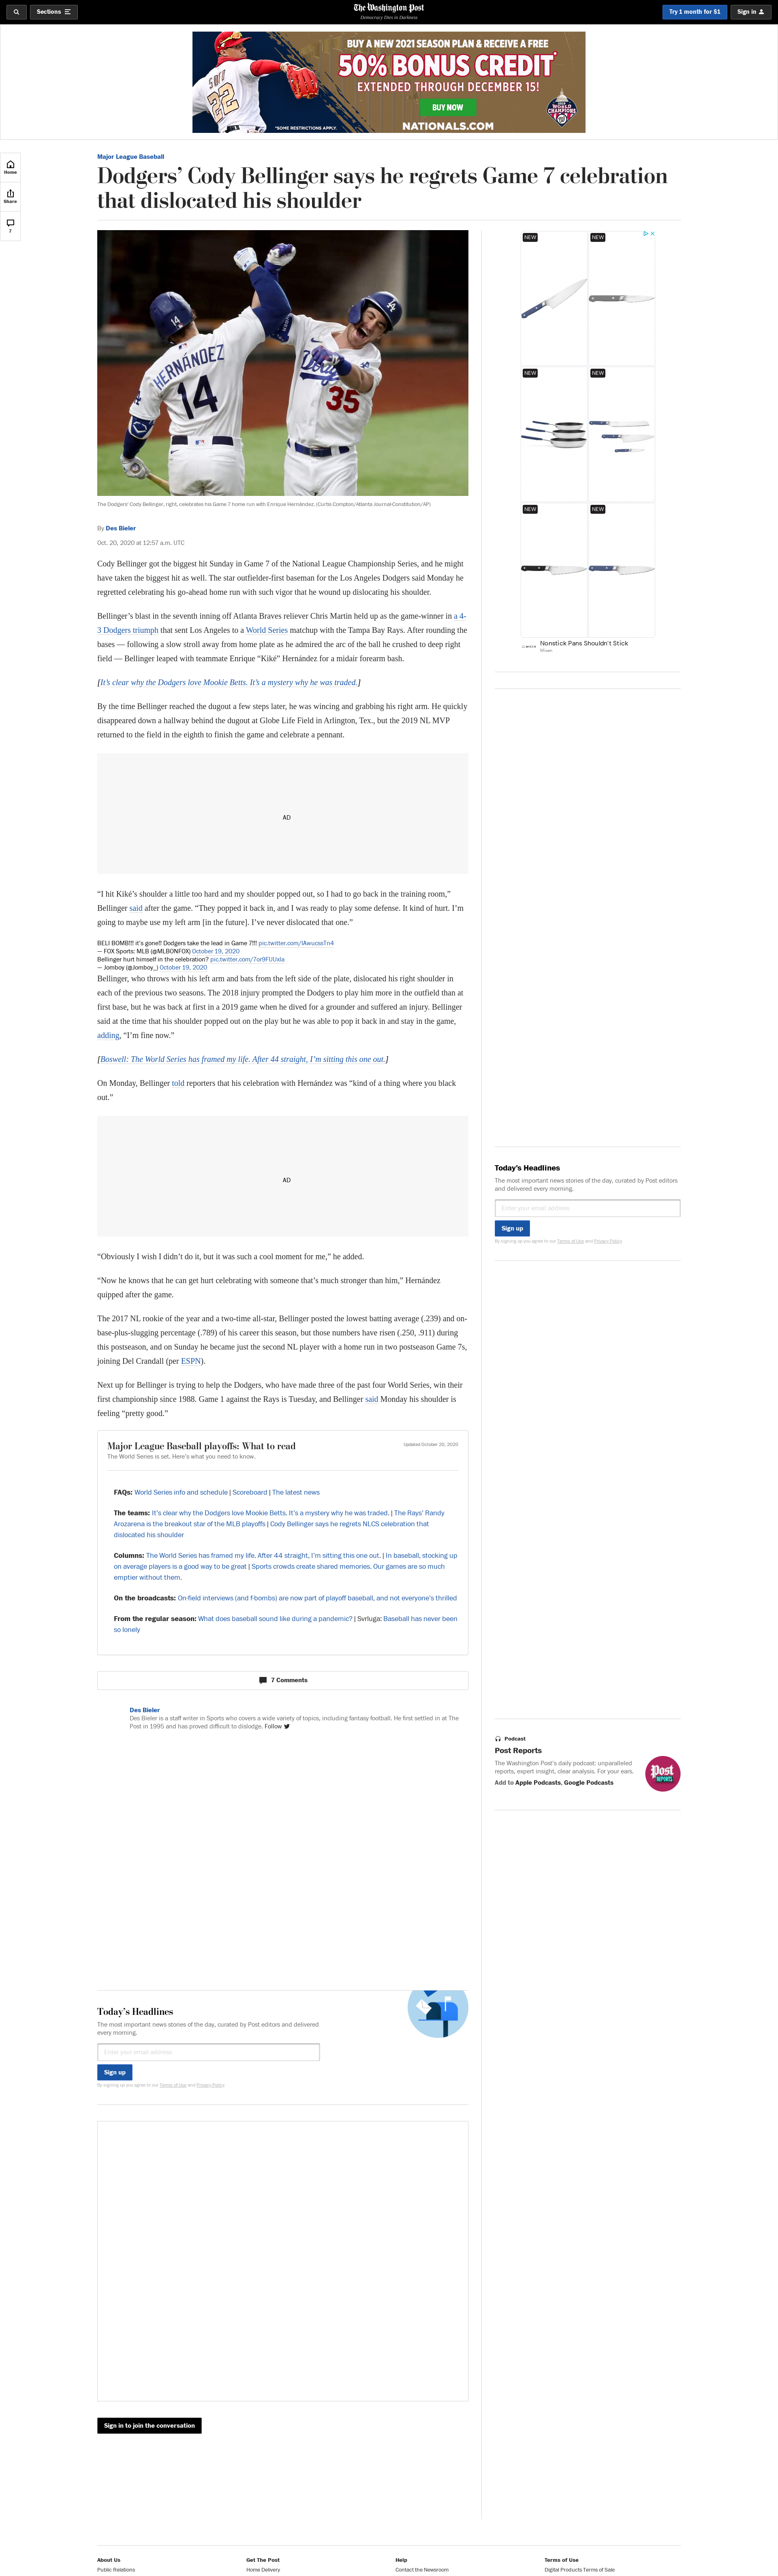 Sections
The Washington Post
Democracy Dies in Darkness
Try 1 month for $1
Sign in
BUY A NEW 2021 SEASON PLAN & RECEIVE A FREE
50% BONUS CREDIT
EXTENDED THROUGH DECEMBER 15!
BUY NOW
*SOME RESTRICTIONS APPLY.
NATIONALS.COM
Home
Share
7
Major League Baseball
Dodgers’ Cody Bellinger says he regrets Game 7 celebration
that dislocated his shoulder
HERNÁNDEZ
14
35
The Dodgers' Cody Bellinger, right, celebrates his Game 7 home run with Enrique Hernández. (Curtis Compton/Atlanta Journal-Constitution/AP)
By Des Bieler
Oct. 20, 2020 at 12:57 a.m. UTC
Cody Bellinger got the biggest hit Sunday in Game 7 of the National League Championship Series, and he might
have taken the biggest hit as well. The star outfielder-first baseman for the Los Angeles Dodgers said Monday he
regretted celebrating his go-ahead home run with such vigor that he wound up dislocating his shoulder.
Bellinger’s blast in the seventh inning off Atlanta Braves reliever Chris Martin held up as the game-winner in a 4-
3 Dodgers triumph that sent Los Angeles to a World Series matchup with the Tampa Bay Rays. After rounding the
bases — following a slow stroll away from home plate as he admired the arc of the ball he crushed to deep right
field — Bellinger leaped with teammate Enrique “Kiké” Hernández for a midair forearm bash.
[It’s clear why the Dodgers love Mookie Betts. It’s a mystery why he was traded.]
By the time Bellinger reached the dugout a few steps later, he was wincing and grabbing his right arm. He quickly
disappeared down a hallway behind the dugout at Globe Life Field in Arlington, Tex., but the 2019 NL MVP
returned to the field in the eighth to finish the game and celebrate a pennant.
AD
“I hit Kiké’s shoulder a little too hard and my shoulder popped out, so I had to go back in the training room,”
Bellinger said after the game. “They popped it back in, and I was ready to play some defense. It kind of hurt. I’m
going to maybe use my left arm [in the future]. I’ve never dislocated that one.”
BELI BOMB!!! it's gone!! Dodgers take the lead in Game 7!!! pic.twitter.com/IAwucssTn4
— FOX Sports: MLB (@MLBONFOX) October 19, 2020
Bellinger hurt himself in the celebration? pic.twitter.com/7or9FUUxla
— Jomboy (@Jomboy_) October 19, 2020
Bellinger, who throws with his left arm and bats from the left side of the plate, dislocated his right shoulder in
each of the previous two seasons. The 2018 injury prompted the Dodgers to play him more in the outfield than at
first base, but he was back at first in a 2019 game when he dived for a grounder and suffered an injury. Bellinger
said at the time that his shoulder popped out on the play but he was able to pop it back in and stay in the game,
adding, “I’m fine now.”
[Boswell: The World Series has framed my life. After 44 straight, I’m sitting this one out.]
On Monday, Bellinger told reporters that his celebration with Hernández was “kind of a thing where you black
out.”
AD
“Obviously I wish I didn’t do it, but it was such a cool moment for me,” he added.
“Now he knows that he can get hurt celebrating with someone that’s much stronger than him,” Hernández
quipped after the game.
The 2017 NL rookie of the year and a two-time all-star, Bellinger posted the lowest batting average (.239) and on-
base-plus-slugging percentage (.789) of his career this season, but those numbers have risen (.250, .911) during
this postseason, and on Sunday he became just the second NL player with a home run in two postseason Game 7s,
joining Del Crandall (per ESPN).
Next up for Bellinger is trying to help the Dodgers, who have made three of the past four World Series, win their
first championship since 1988. Game 1 against the Rays is Tuesday, and Bellinger said Monday his shoulder is
feeling “pretty good.”
Major League Baseball playoffs: What to read
Updated October 20, 2020
The World Series is set. Here’s what you need to know.
FAQs: World Series info and schedule | Scoreboard | The latest news
The teams: It’s clear why the Dodgers love Mookie Betts. It’s a mystery why he was traded. | The Rays’ Randy
Arozarena is the breakout star of the MLB playoffs | Cody Bellinger says he regrets NLCS celebration that
dislocated his shoulder
Columns: The World Series has framed my life. After 44 straight, I’m sitting this one out. | In baseball, stocking up
on average players is a good way to be great | Sports crowds create shared memories. Our games are so much
emptier without them.
On the broadcasts: On-field interviews (and f-bombs) are now part of playoff baseball, and not everyone’s thrilled
From the regular season: What does baseball sound like during a pandemic? | Svrluga: Baseball has never been
so lonely
7 Comments
Des Bieler
Des Bieler is a staff writer in Sports who covers a wide variety of topics, including fantasy football. He first settled in at The
Post in 1995 and has proved difficult to dislodge. Follow
Today’s Headlines
The most important news stories of the day, curated by Post editors and delivered
every morning.
Enter your email address
Sign up
By signing up you agree to our Terms of Use and Privacy Policy
Sign in to join the conversation
NEW
NEW
NEW
NEW
NEW
NEW
Nonstick Pans Shouldn't Stick
Misen
Today’s Headlines
The most important news stories of the day, curated by Post editors
and delivered every morning.
Enter your email address
Sign up
By signing up you agree to our Terms of Use and Privacy Policy
Podcast
Post Reports
The Washington Post’s daily podcast: unparalleled
reports, expert insight, clear analysis. For your ears.
Add to Apple Podcasts, Google Podcasts
Post
REPORTS
About Us
Public Relations
Get The Post
Home Delivery
Help
Contact the Newsroom
Terms of Use
Digital Products Terms of Sale